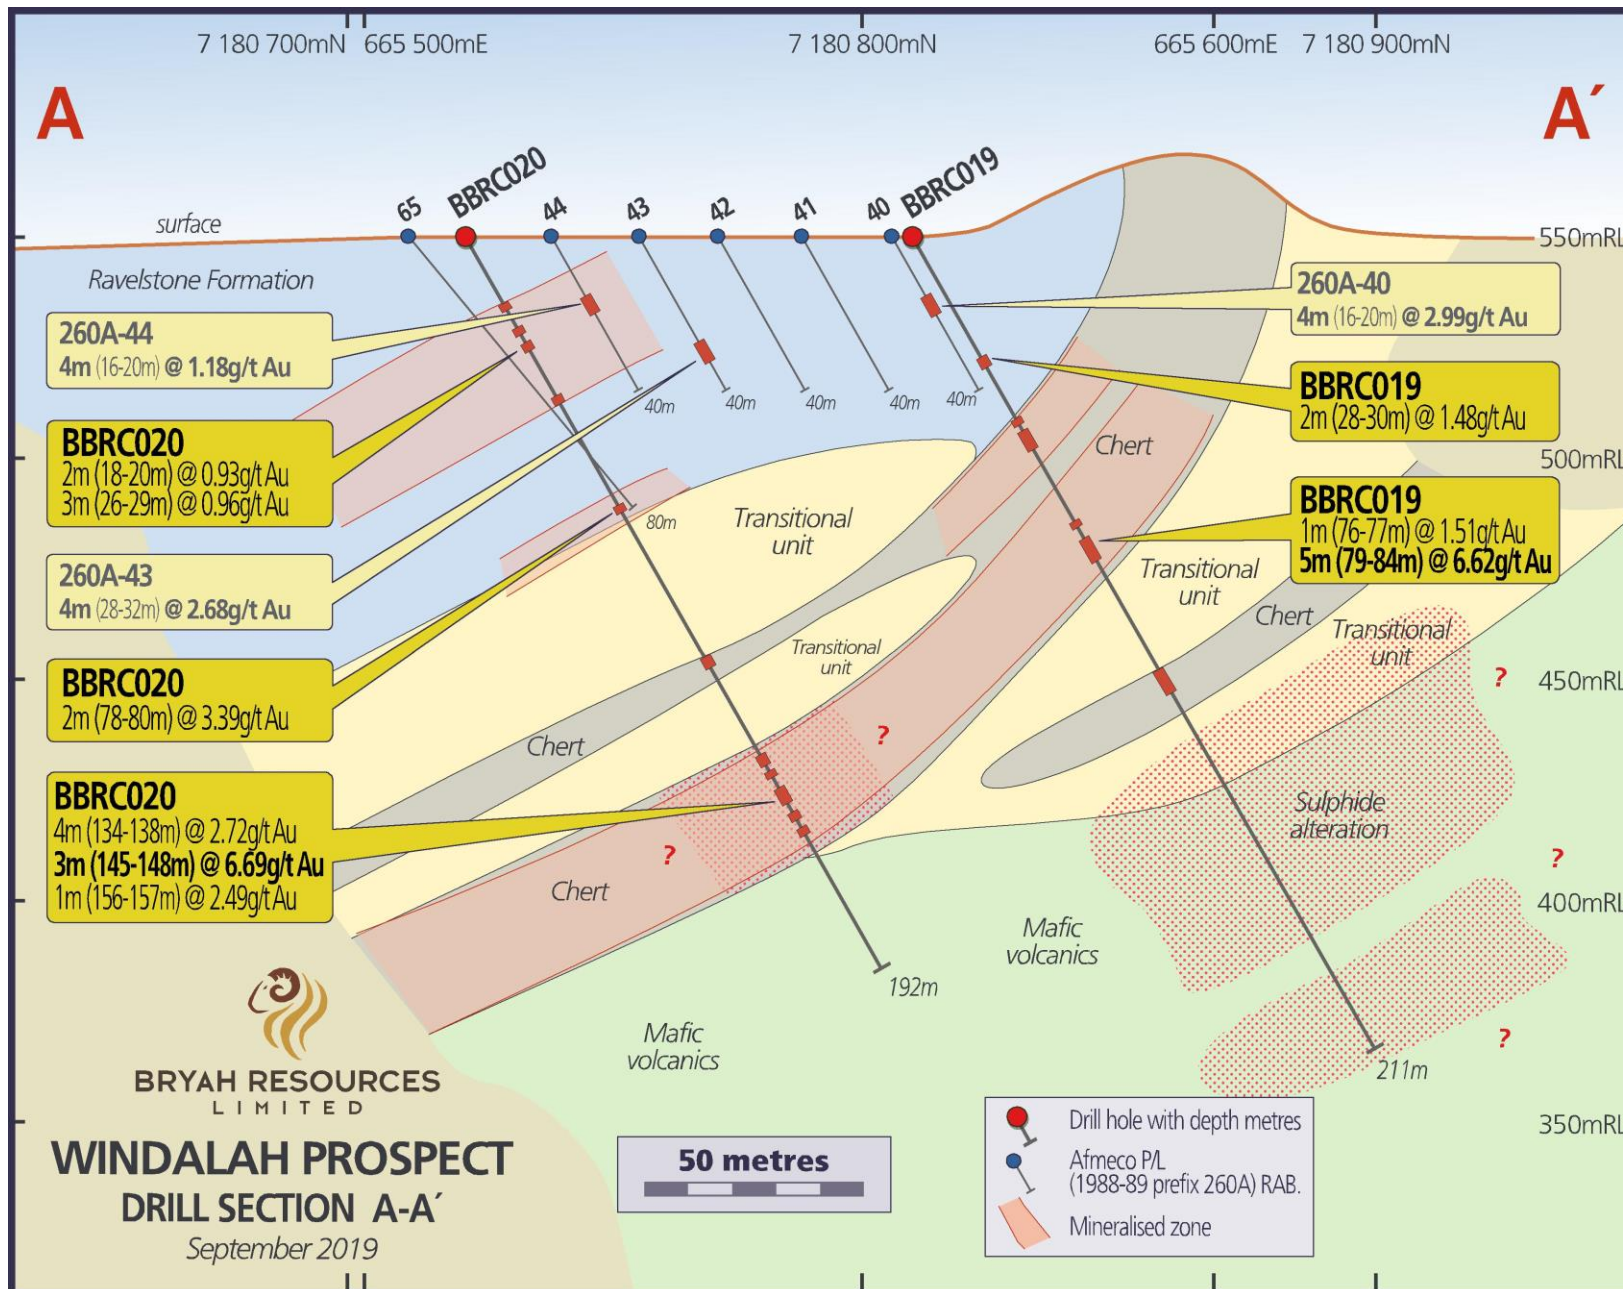 7 180 700mN
665 500mE
7 180 800mN
665 600mE
7 180 900mN
A
A´
65
BBRC020
44
43
42
41
40
BBRC019
surface
550mRL
Ravelstone Formation
260A-44
4m (16-20m) @ 1.18g/t Au
260A-40
4m (16-20m) @ 2.99g/t Au
BBRC019
2m (28-30m) @ 1.48g/t Au
40m
40m
40m
40m
40m
BBRC020
2m (18-20m) @ 0.93g/t Au
3m (26-29m) @ 0.96g/t Au
Chert
500mRL
BBRC019
1m (76-77m) @ 1.51g/t Au
5m (79-84m) @ 6.62g/t Au
80m
Transitional
unit
260A-43
4m (28-32m) @ 2.68g/t Au
Transitional
unit
Chert
Transitional
unit
Transitional
unit
BBRC020
2m (78-80m) @ 3.39g/t Au
?
450mRL
Chert
?
BBRC020
4m (134-138m) @ 2.72g/t Au
3m (145-148m) @ 6.69g/t Au
1m (156-157m) @ 2.49g/t Au
Sulphide
alteration
?
?
Chert
400mRL
Mafic
volcanics
192m
Mafic
volcanics
?
211m
BRYAH RESOURCES
LIMITED
350mRL
WINDALAH PROSPECT
DRILL SECTION A-A´
September 2019
50 metres
Drill hole with depth metres
Afmeco P/L
(1988-89 prefix 260A) RAB.
Mineralised zone